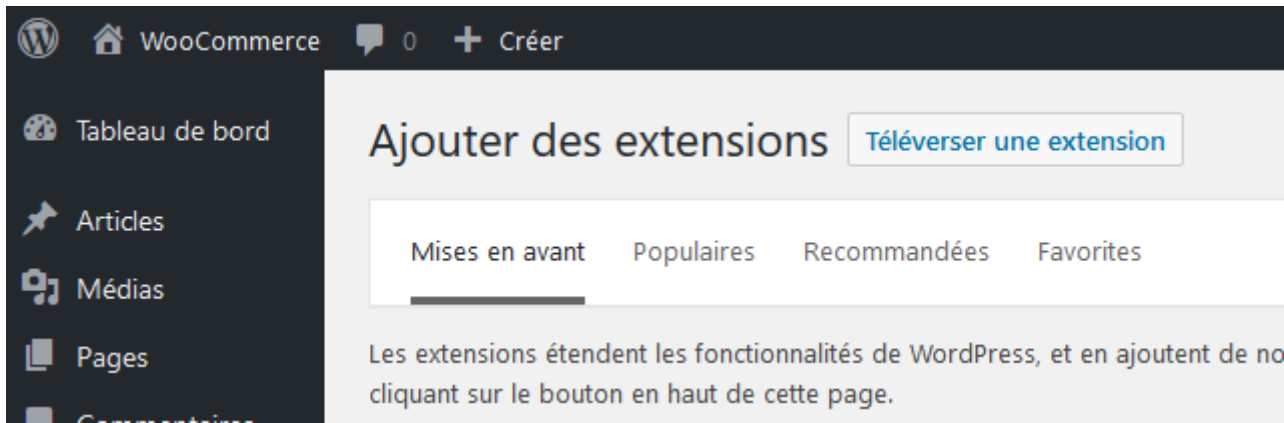 WooCommerce 0 Créer
Tableau de bord
Ajouter des extensions Téléverser une extension
Articles
Mises en avant Populaires Recommandées Favorites
Médias
Pages
Les extensions étendent les fonctionnalités de WordPress, et en ajoutent de
cliquant sur le bouton en haut de cette page.
Commentaires